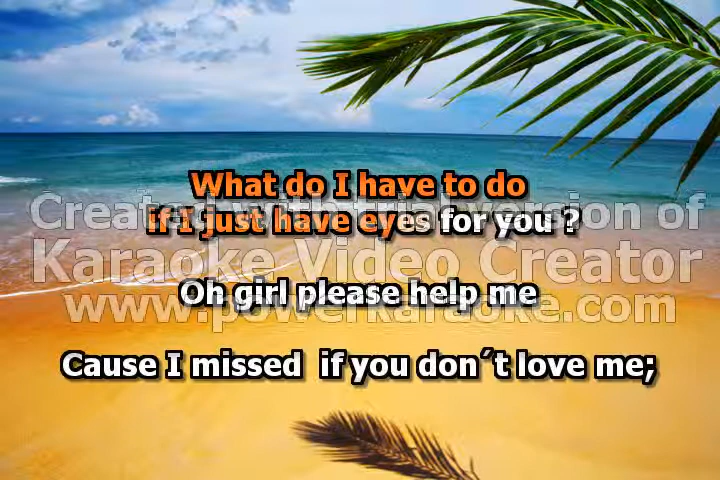 What do I have to do
Created with trial version of
if I just have eyes for you ?
Karaoke Video Creator
Oh girl please help me
www.powerkaraoke.com
Cause I missed  if you don´t love me;